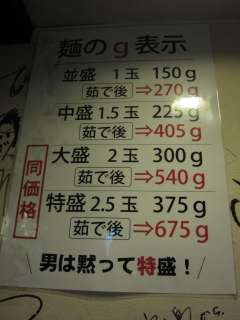 麺のg表示
並盛 1玉 150g
茹で後 ⇒270g
中盛 1.5玉 225g
茹で後 ⇒405g
大盛 2玉 300g
茹で後 ⇒540g
特盛 2.5玉 375g
茹で後 ⇒675g
同価格
男は黙って特盛！